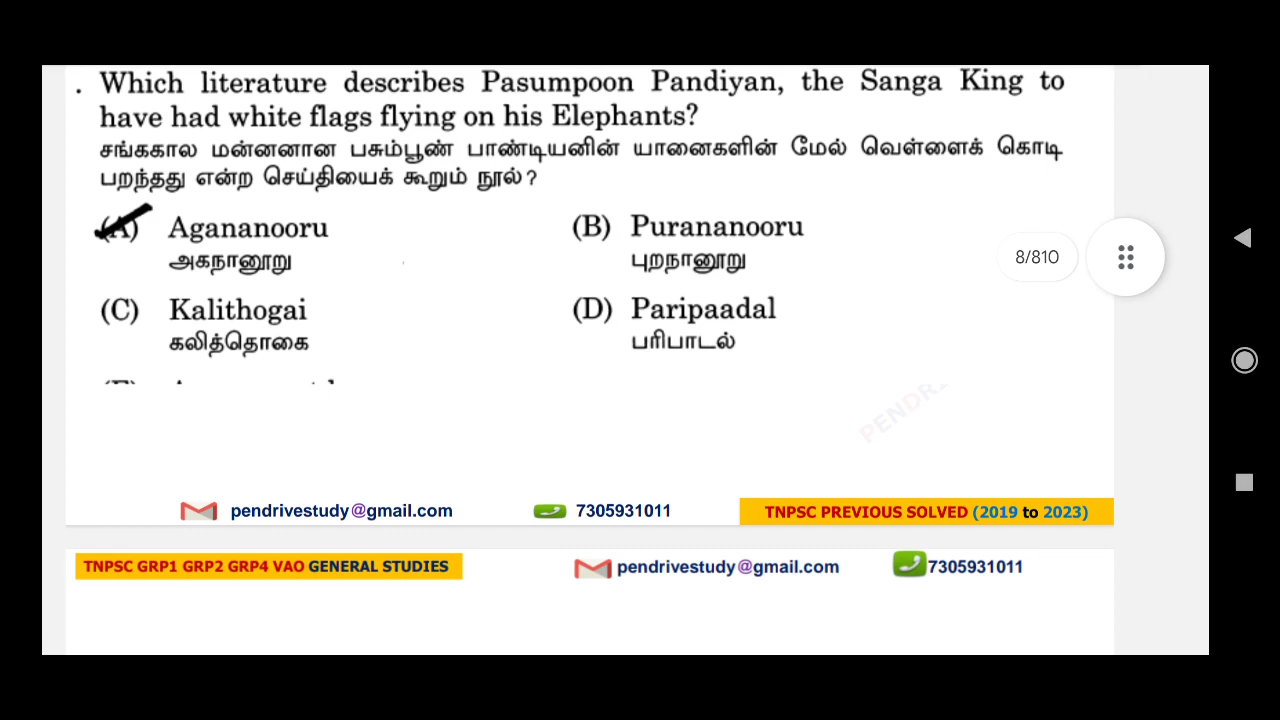 . Which literature describes Pasumpoon Pandiyan, the Sanga King to
have had white flags flying on his Elephants?
சங்ககால மன்னனான பசும்பூண் பாண்டியனின் யானைகளின் மேல் வெள்ளைக் கொடி
பறந்தது என்ற செய்தியைக் கூறும் நூல்?
(A) Agananooru (B) Purananooru
அகநானூறு புறநானூறு
8/810
(C) Kalithogai (D) Paripaadal
கலித்தொகை பரிபாடல்
pendrivestudy@gmail.com 7305931011 TNPSC PREVIOUS SOLVED (2019 to 2023)
TNPSC GRP1 GRP2 GRP4 VAO GENERAL STUDIES pendrivestudy@gmail.com 7305931011